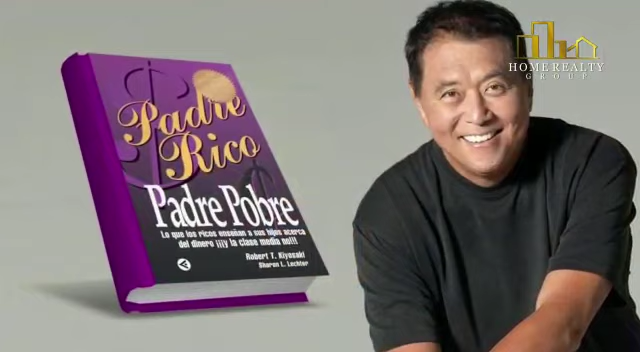 Padre
Rico
Padre Pobre
Lo que los ricos enseñan a sus hijos acerca
del dinero ¡¡¡y la clase media no!!!
Robert T. Kiyosaki
Sharon L. Lechter
HOME REALTY
GROUP